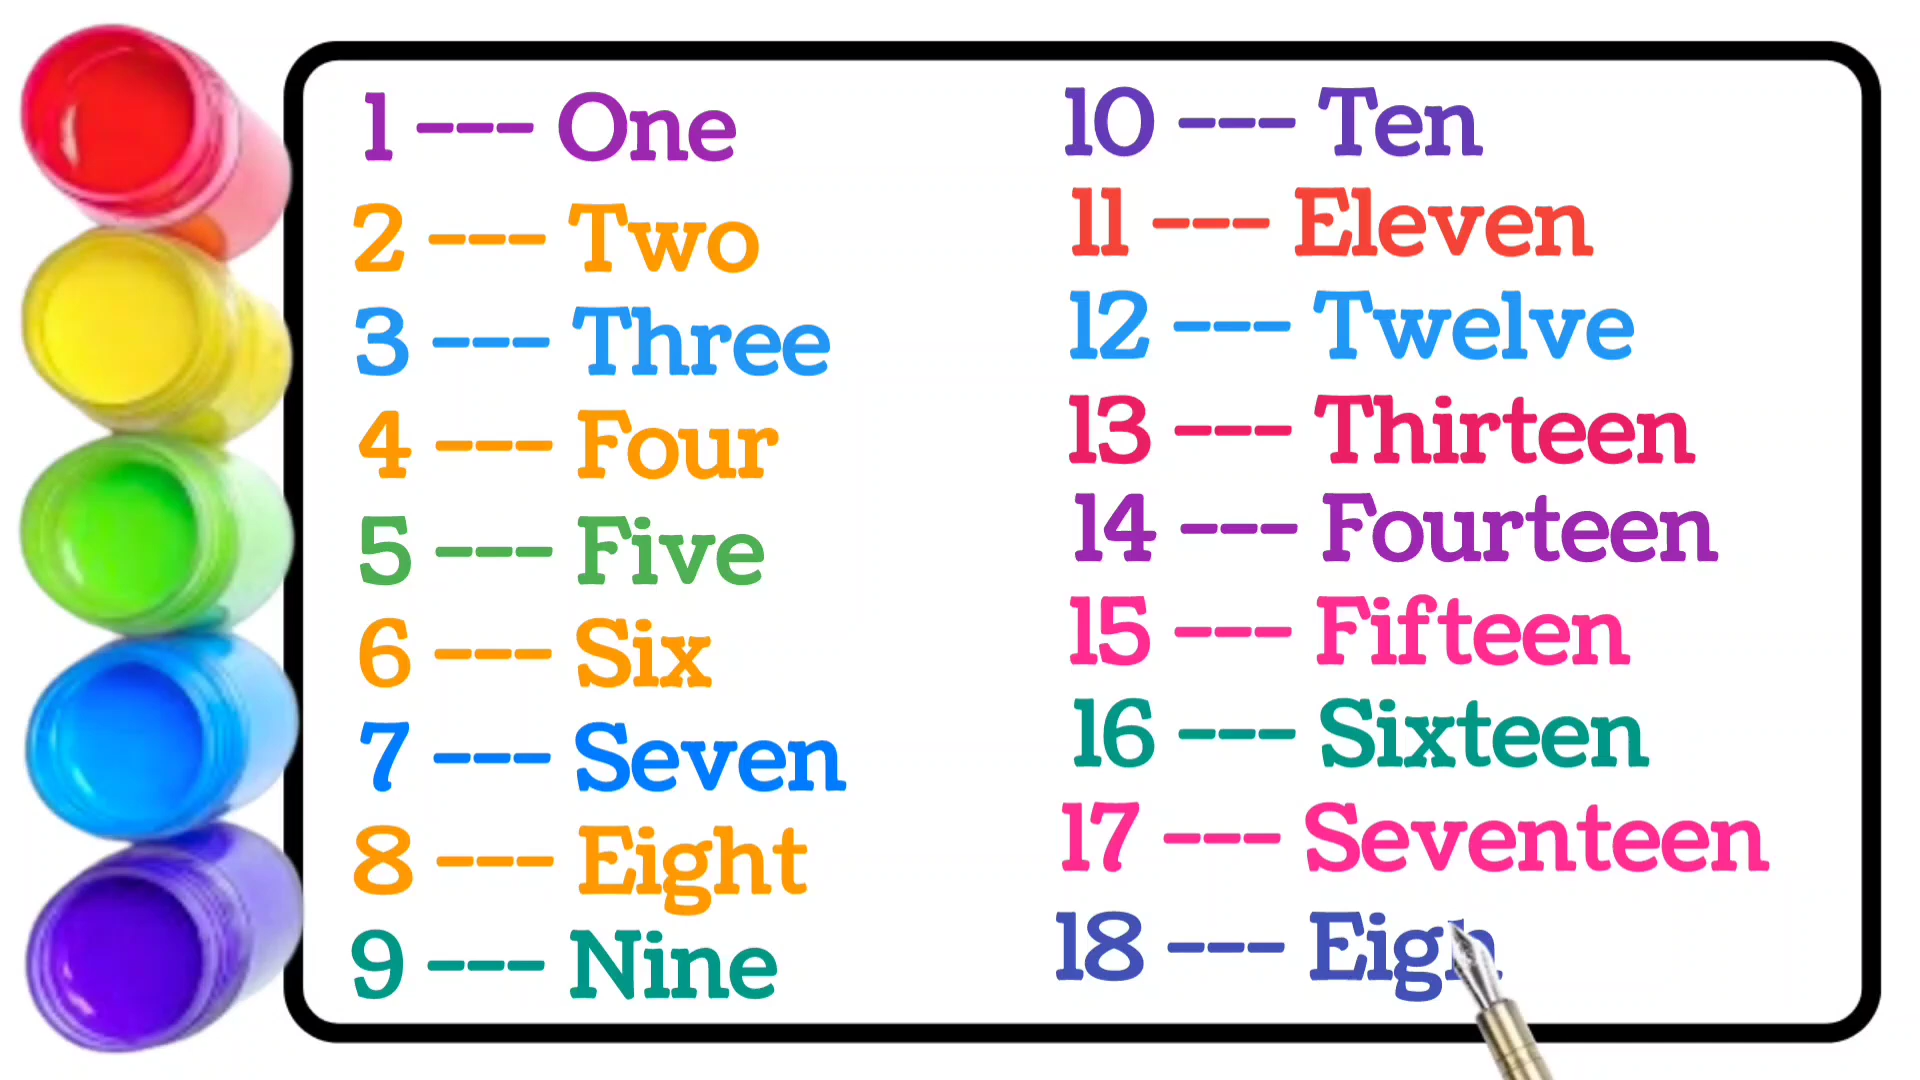 1 --- One
2 --- Two
3 --- Three
4 --- Four
5 --- Five
6 --- Six
7 --- Seven
8 --- Eight
9 --- Nine
10 --- Ten
11 --- Eleven
12 --- Twelve
13 --- Thirteen
14 --- Fourteen
15 --- Fifteen
16 --- Sixteen
17 --- Seventeen
18 --- Eigh